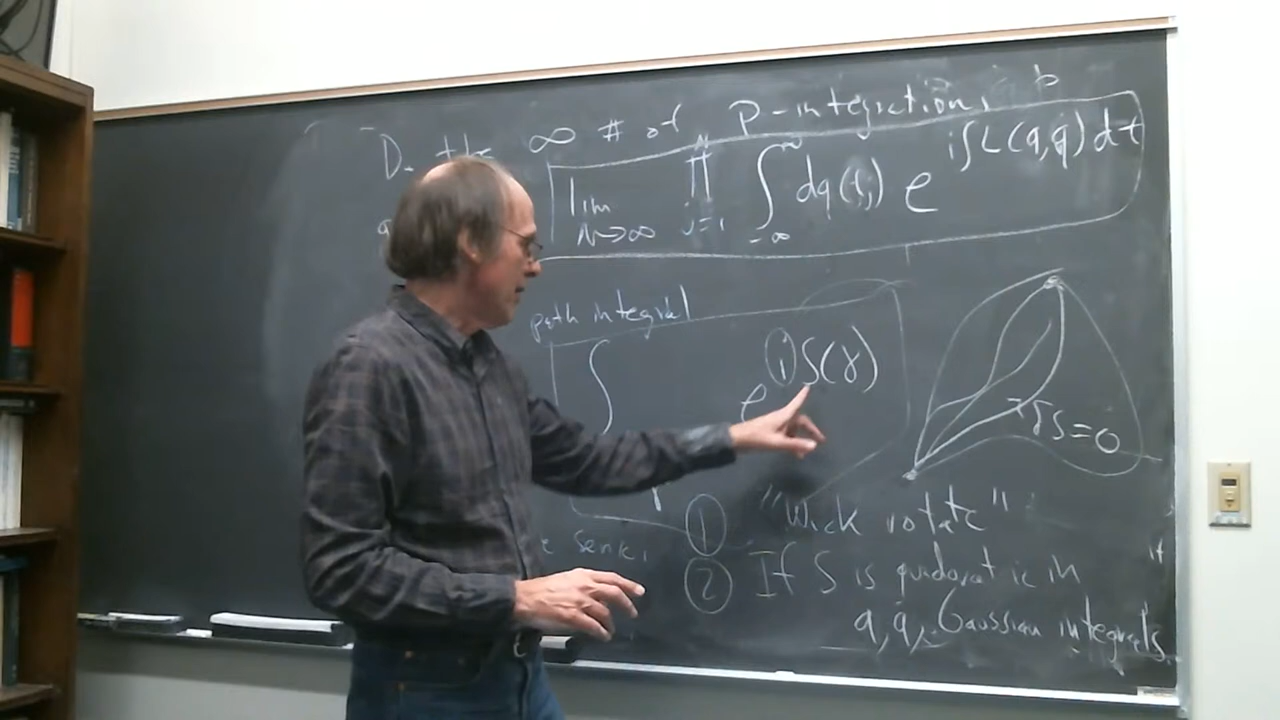 ∞ # of P-integrations
lim N→∞ ∏ j=1 N ∫ -∞ ∞ dq(tⱼ) e i∫L(q,q̇)dt
path integral
∫ e iS(γ)
δS=0
① "Wick rotate"
② If S is quadratic in
q, q̇, Gaussian integrals